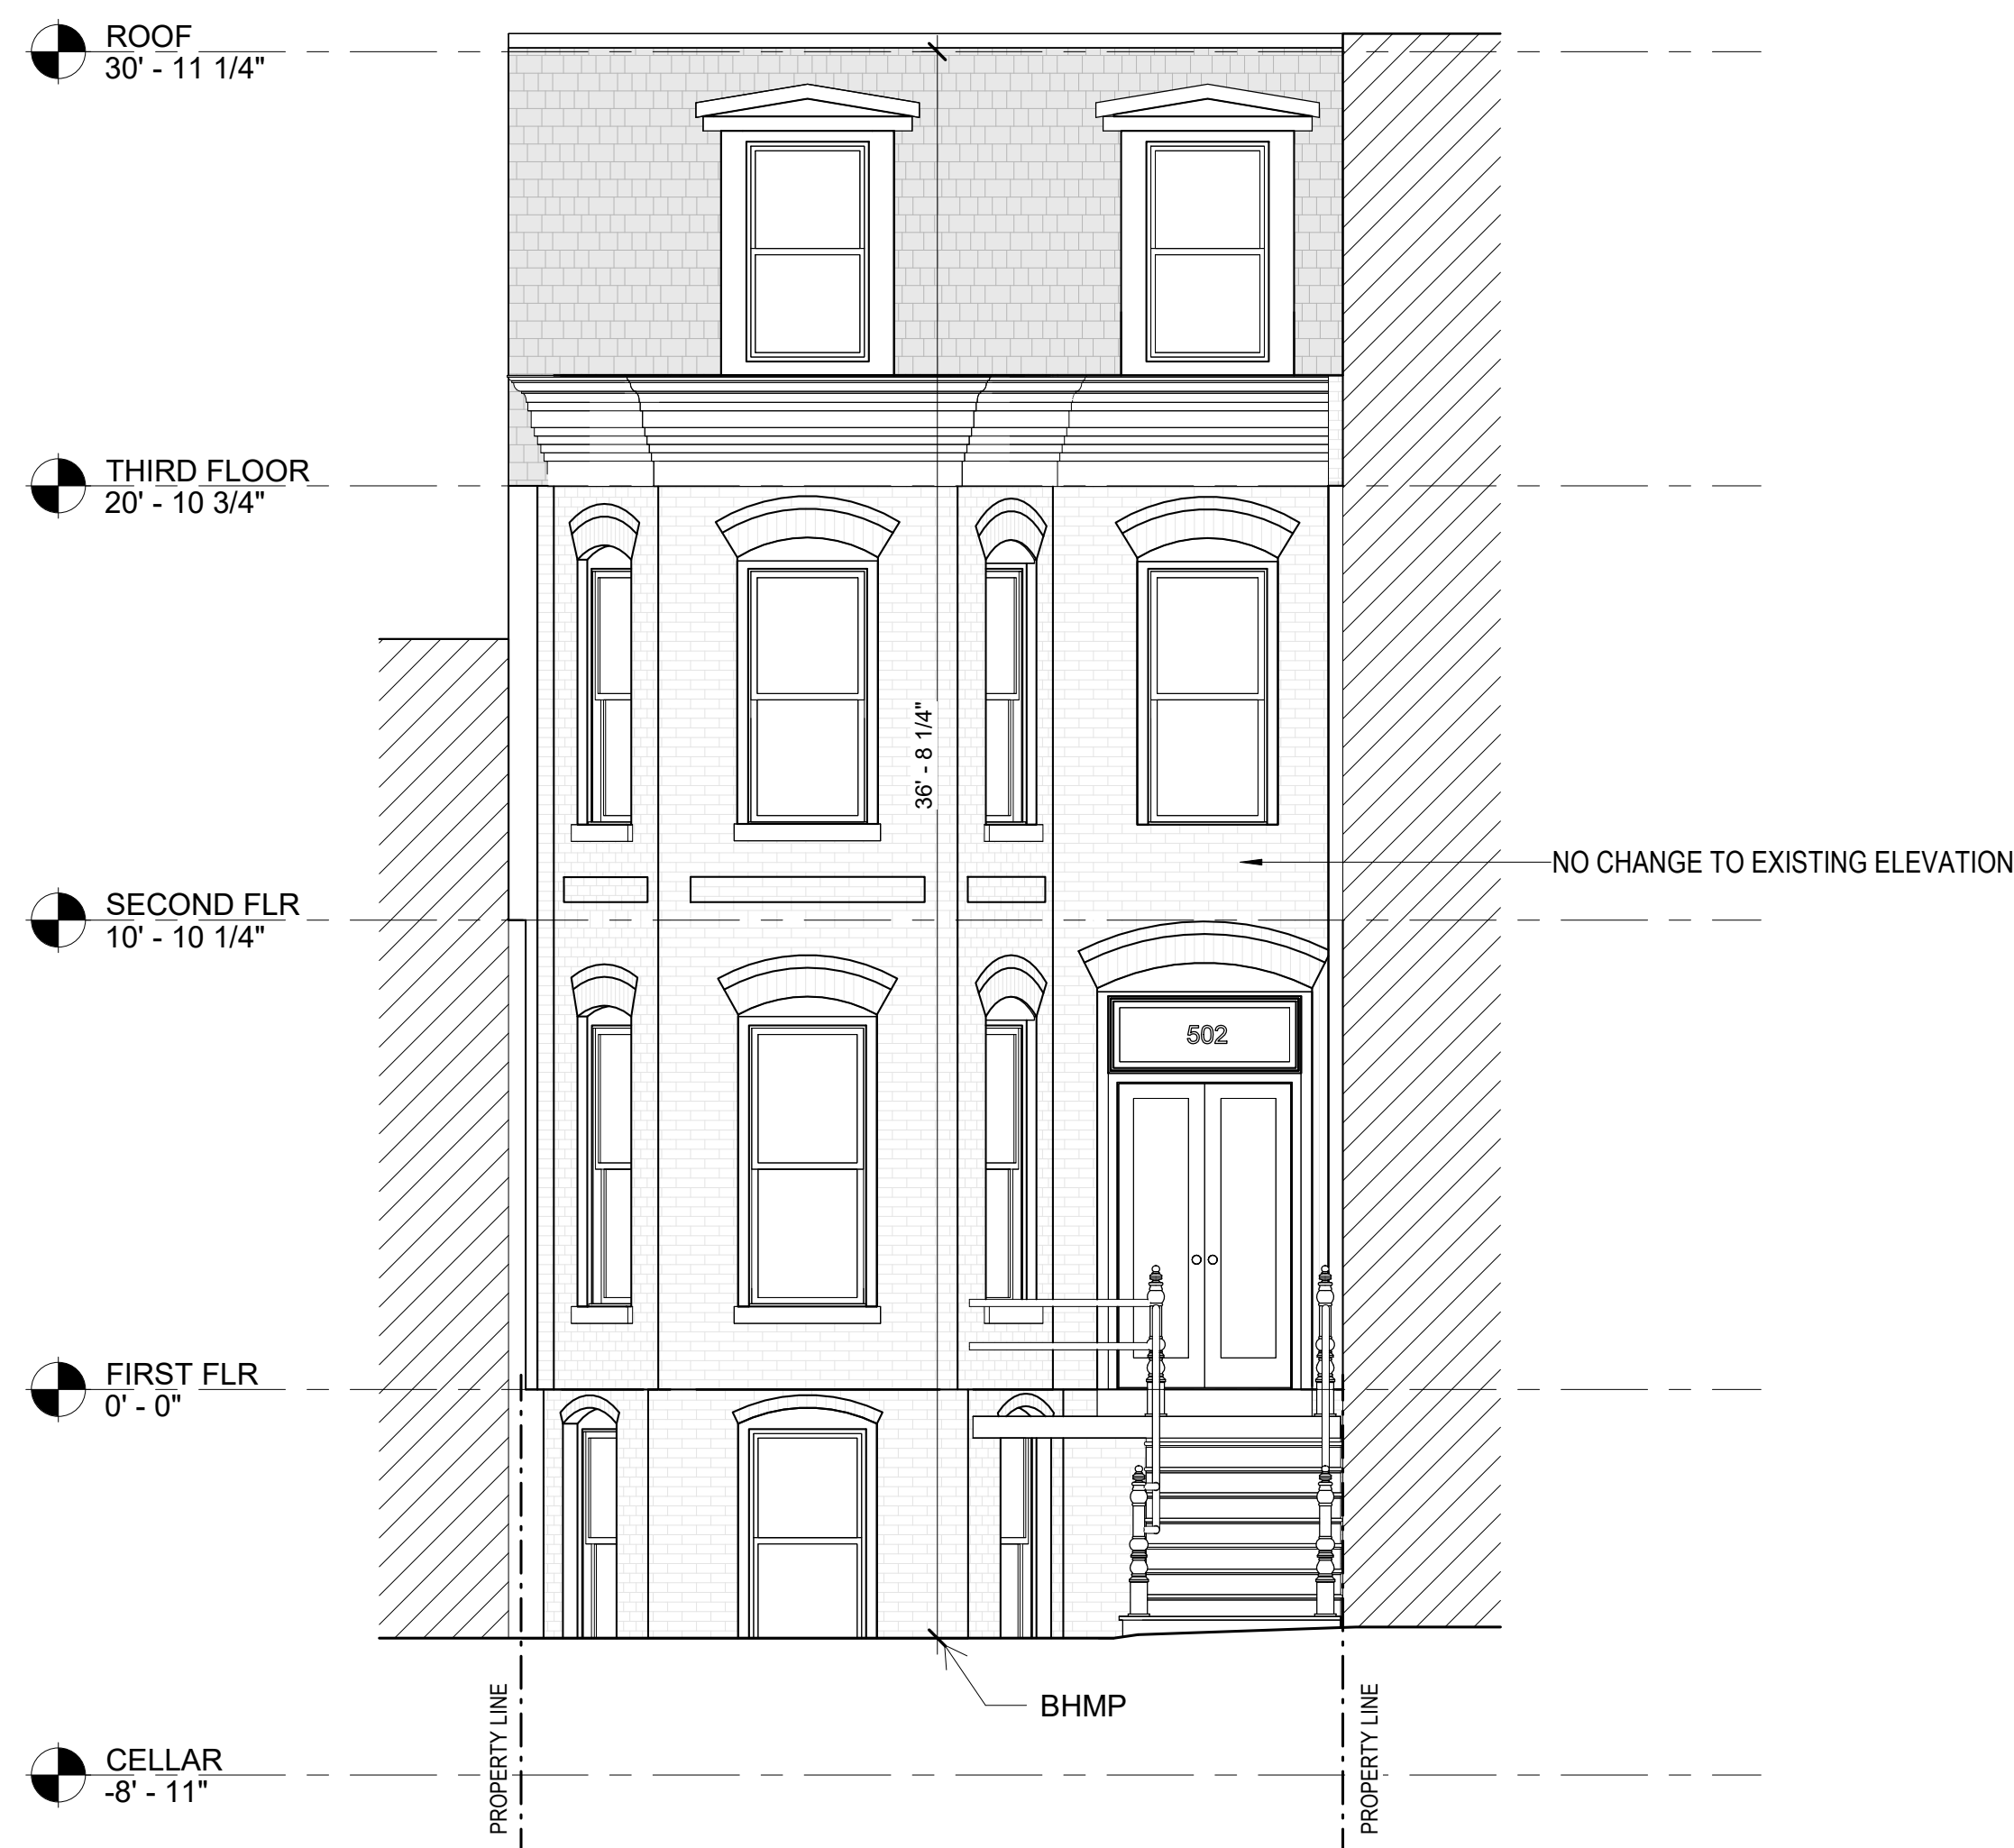 ROOF
30' - 11 1/4"
THIRD FLOOR
20' - 10 3/4"
36' - 8 1/4"
NO CHANGE TO EXISTING ELEVATION
SECOND FLR
10' - 10 1/4"
502
FIRST FLR
0' - 0"
BHMP
PROPERTY LINE
PROPERTY LINE
CELLAR
-8' - 11"